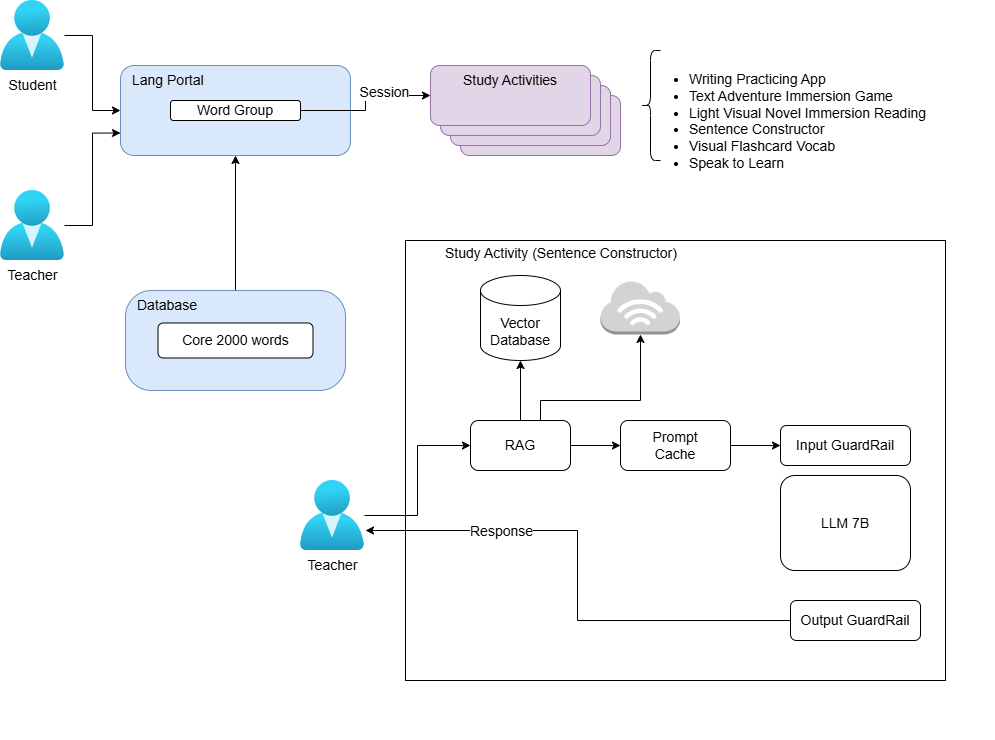 Student
Lang Portal
Word Group
Session
Study Activities
Writing Practicing App
Text Adventure Immersion Game
Light Visual Novel Immersion Reading
Sentence Constructor
Visual Flashcard Vocab
Speak to Learn
Teacher
Database
Core 2000 words
Study Activity (Sentence Constructor)
Vector
Database
RAG
Prompt
Cache
Input GuardRail
LLM 7B
Response
Teacher
Output GuardRail